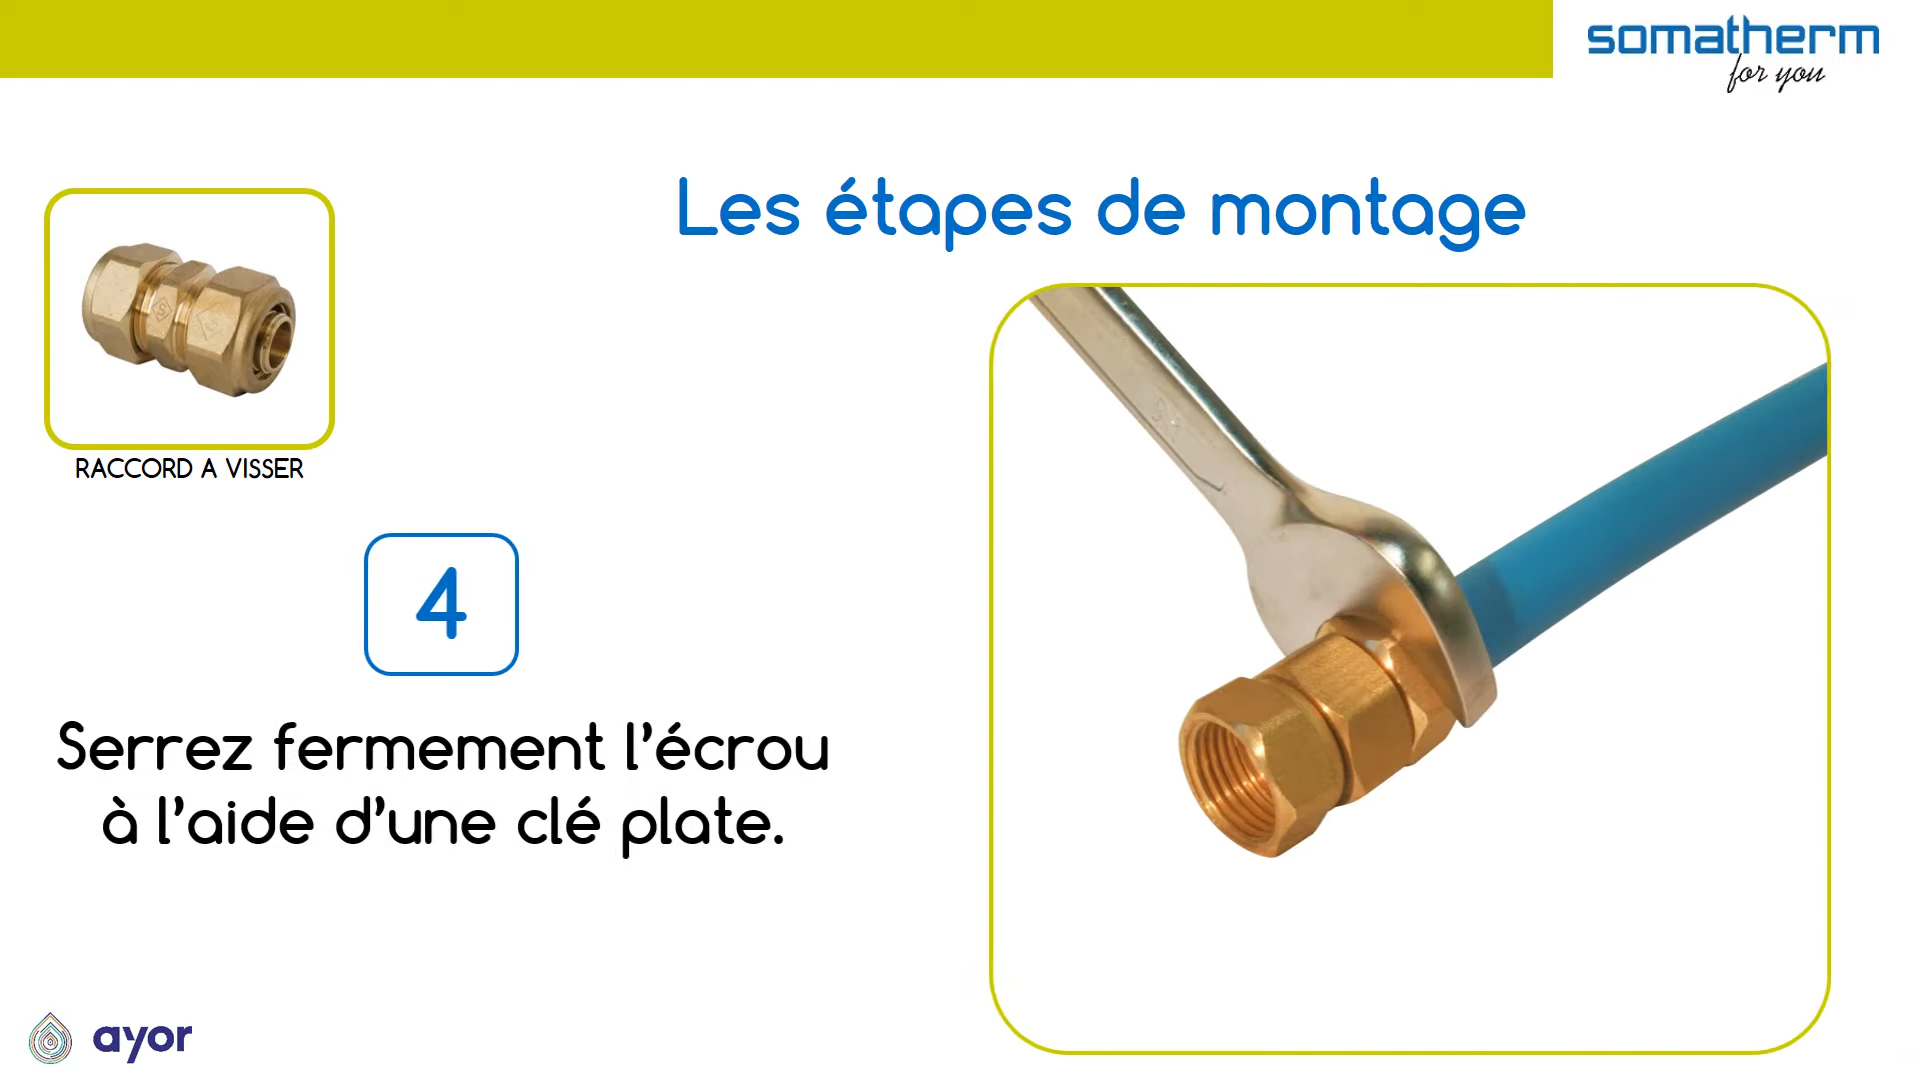 somatherm
for you
Les étapes de montage
RACCORD A VISSER
4
Serrez fermement l’écrou
à l’aide d’une clé plate.
ayor